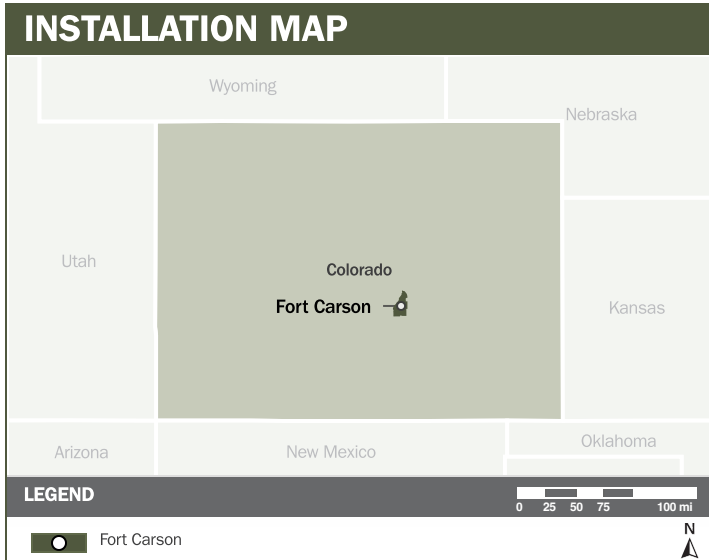 INSTALLATION MAP
Wyoming
Nebraska
Utah
Colorado
Fort Carson
Kansas
Arizona
New Mexico
Oklahoma
LEGEND
0 25 50 75 100 mi
Fort Carson
N